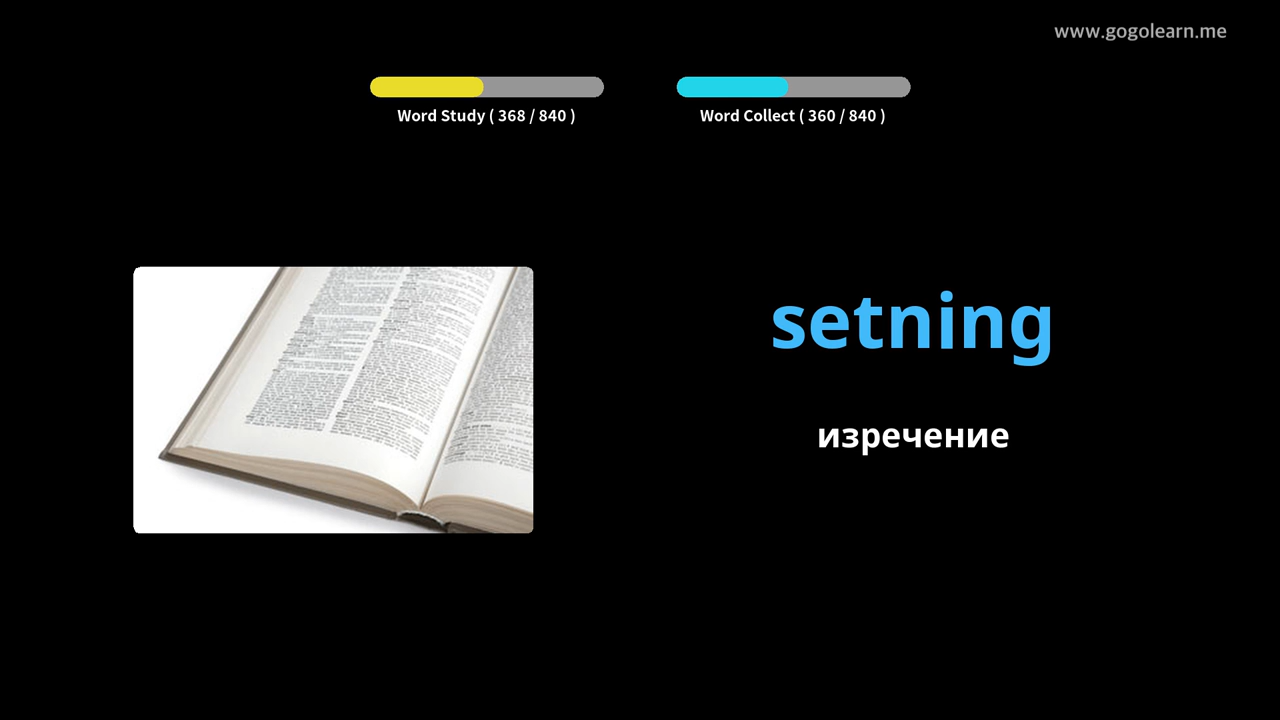 www.gogolearn.me
Word Study ( 368 / 840 )
Word Collect ( 360 / 840 )
setning
изречение